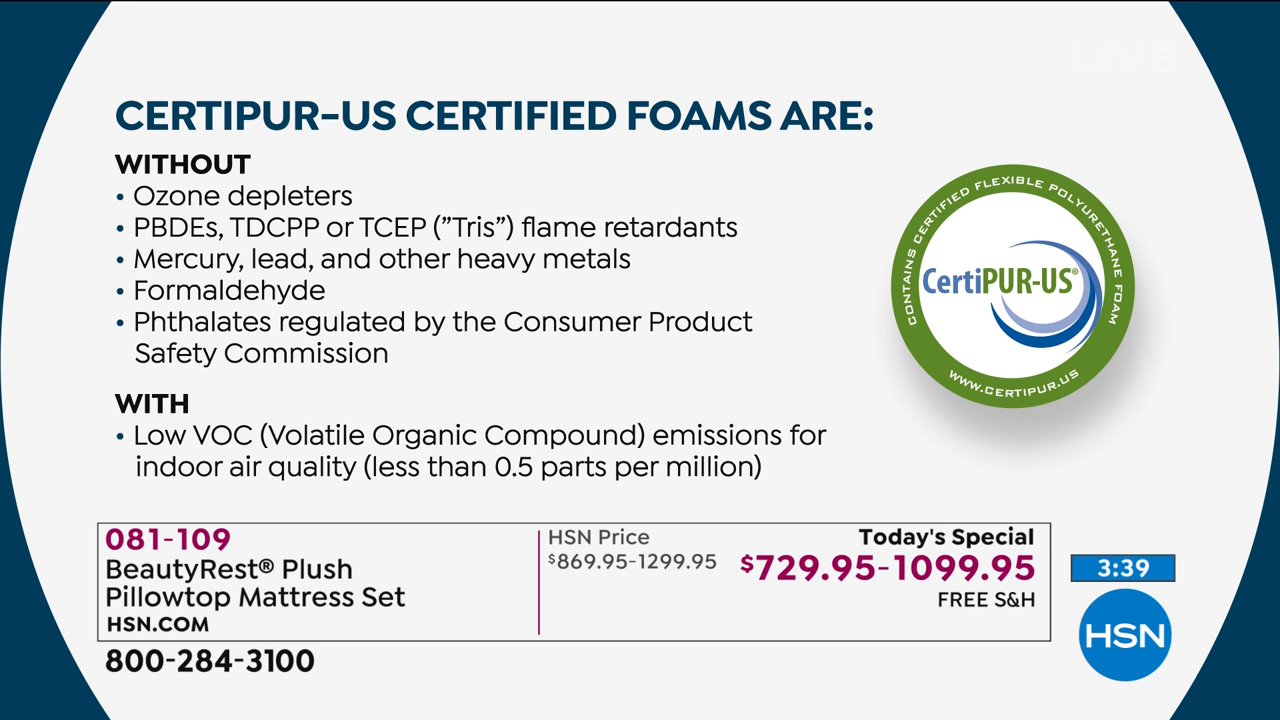 LIVE
CERTIPUR-US CERTIFIED FOAMS ARE:
WITHOUT
• Ozone depleters
• PBDEs, TDCPP or TCEP (”Tris”) flame retardants
• Mercury, lead, and other heavy metals
• Formaldehyde
• Phthalates regulated by the Consumer Product
Safety Commission
WITH
• Low VOC (Volatile Organic Compound) emissions for
indoor air quality (less than 0.5 parts per million)
CONTAINS CERTIFIED FLEXIBLE POLYURETHANE FOAM
CertiPUR-US®
WWW.CERTIPUR.US
081-109
BeautyRest® Plush
Pillowtop Mattress Set
HSN.COM
HSN Price
$869.95-1299.95
Today's Special
$729.95-1099.95
FREE S&H
3:39
HSN
800-284-3100